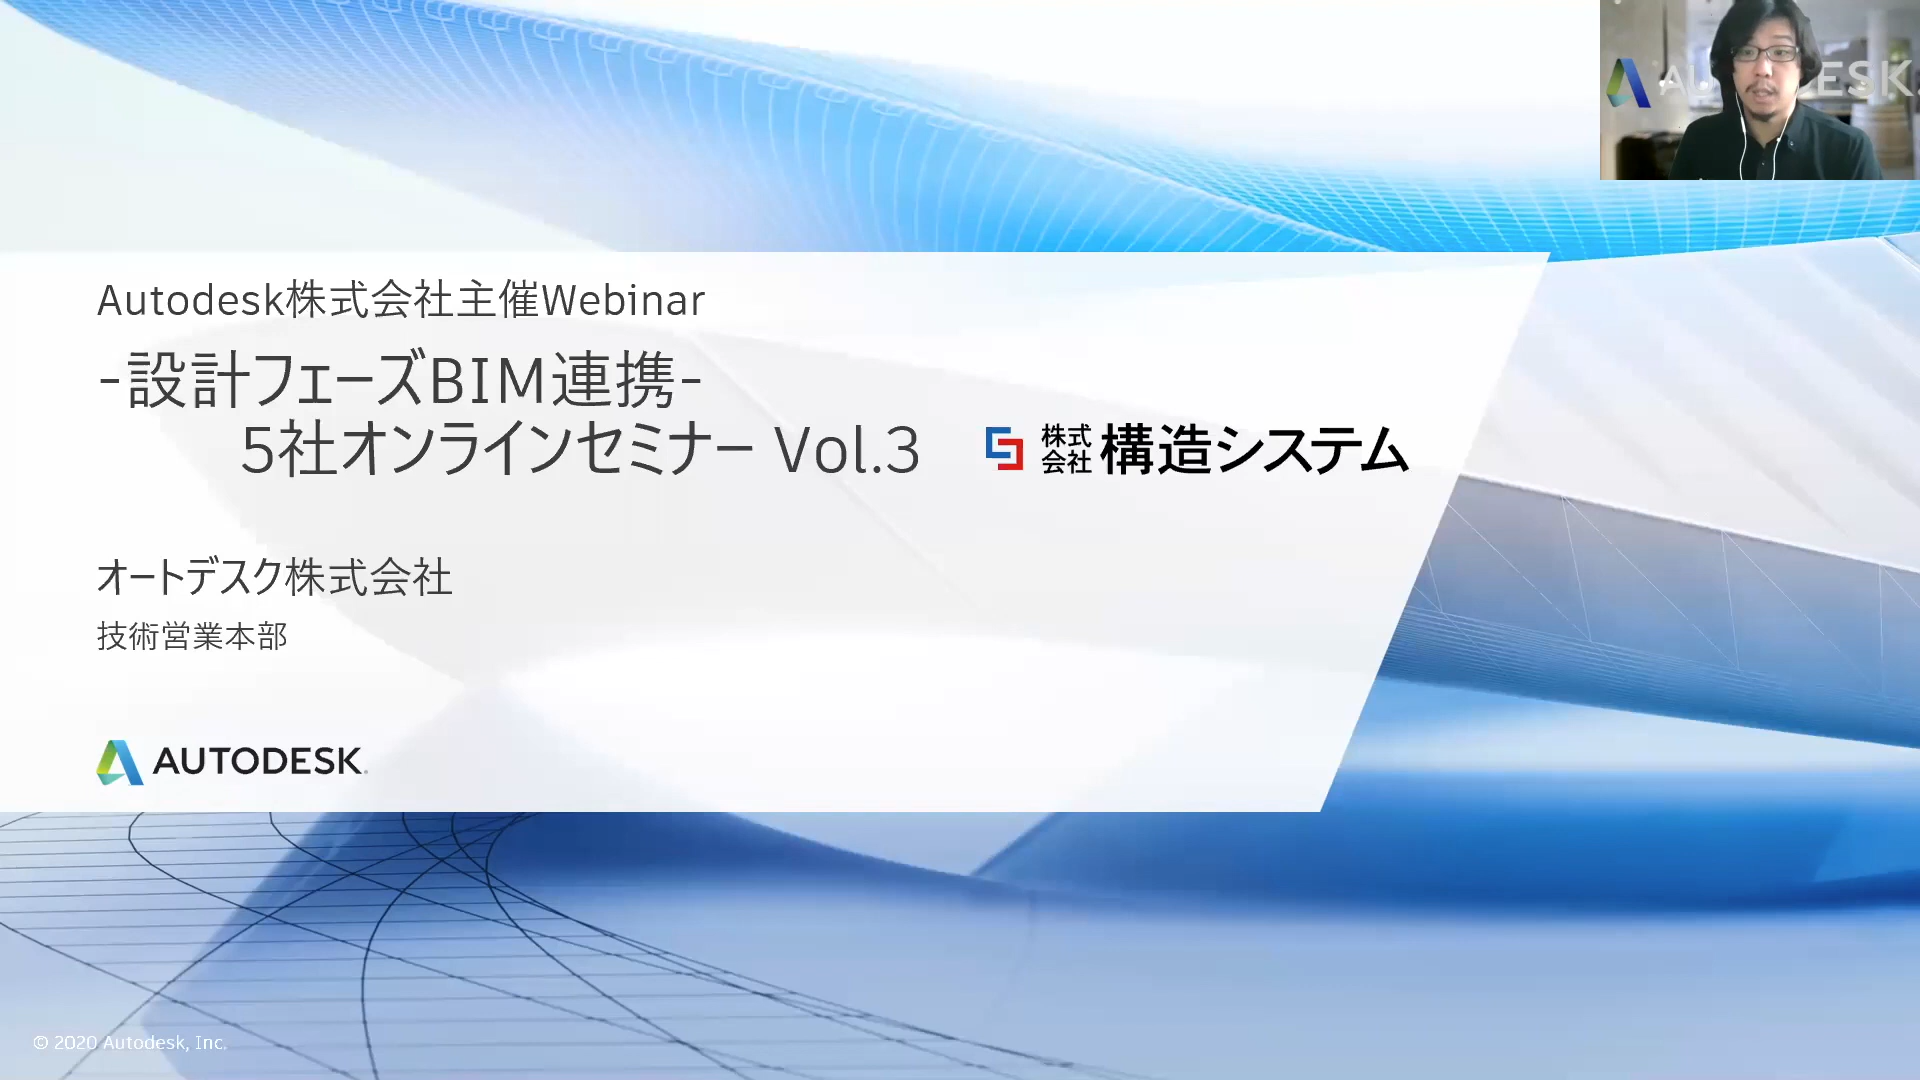 Autodesk株式会社主催Webinar
-設計フェーズBIM連携-
5社オンラインセミナー Vol.3
株式会社 構造システム
オートデスク株式会社
技術営業本部
AUTODESK.
© 2020 Autodesk, Inc.
AU DESK.